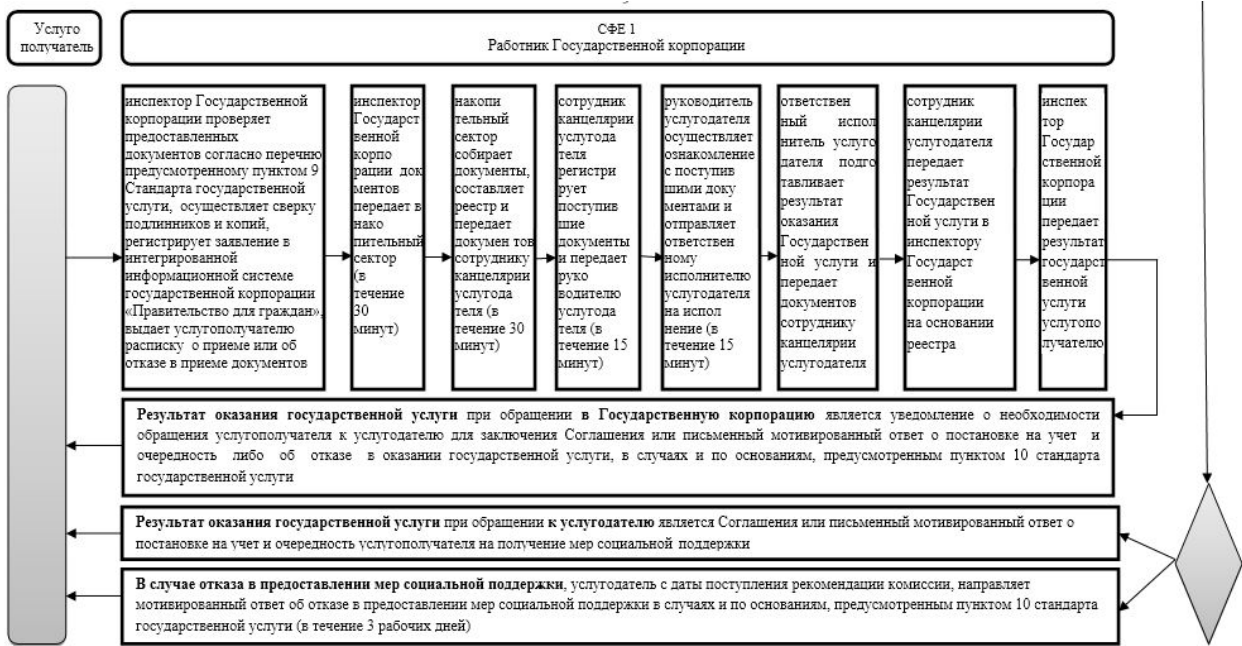 Услуго
получатель
СФЕ 1
Работник Государственной корпорации
инспектор Государственной
корпорации проверяет
предоставленных
документов согласно перечню
предусмотренному пунктом 9
Стандарта государственной
услуги, осуществляет сверку
подлинников и копий,
регистрирует заявление в
интегрированной
информационной системе
государственной корпорации
«Правительство для граждан»,
выдает услугополучателю
расписку о приеме или об
отказе в приеме документов
инспектор
Государст
венной
корпо
рации док
ментов
передает в
нако
пительный
сектор (в
течение
30
минут)
накопи
тельный
сектор
собирает
документы,
составляет
реестр и
передает
докумен тов
сотруднику
канцелярии
услугода
теля (в
течение 30
минут)
сотрудник
канцелярии
услугода
теля
регистри
рует
поступив
шие
документы
и передает
руко
водителю
услугода
теля (в
течение 15
минут)
руководитель
услугодателя
осуществляет
ознакомление
с поступив
шими доку
ментами и
отправляет
ответствен
ному
исполнителю
услугодателя
на испол
нение (в
течение 15
минут)
ответствен
ный испол
нитель услуго
дателя подго
тавливает
результат
оказания
Государствен
ной услуги и
передает
документов
сотруднику
канцелярии
услугодателя
сотрудник
канцелярии
услугодателя
передает
результат
Государствен
ной услуги в
инспектору
Государст
венной
корпорации
на основании
реестра
инспек
тор
Государ
ственной
корпора
ции
передает
результат
государст
венной
услуги
услугопо
лучателю
Результат оказания государственной услуги при обращении в Государственную корпорацию является уведомление о необходимости
обращения услугополучателя к услугодателю для заключения Соглашения или письменный мотивированный ответ о постановке на учет и
очередность либо об отказе в оказании государственной услуги, в случаях и по основаниям, предусмотренным пунктом 10 стандарта
государственной услуги
Результат оказания государственной услуги при обращении к услугодателю является Соглашения или письменный мотивированный ответ о
постановке на учет и очередность услугополучателя на получение мер социальной поддержки
В случае отказа в предоставлении мер социальной поддержки, услугодатель с даты поступления рекомендации комиссии, направляет
мотивированный ответ об отказе в предоставлении мер социальной поддержки в случаях и по основаниям, предусмотренным пунктом 10 стандарта
государственной услуги (в течение 3 рабочих дней)